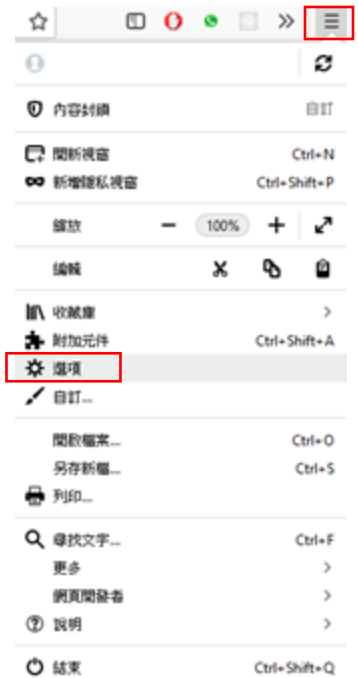 內容封鎖 自訂
開新視窗 Ctrl+N
新增隱私視窗 Ctrl+Shift+P
縮放 − 100% +
編輯
收藏庫
附加元件 Ctrl+Shift+A
選項
自訂...
開啟檔案... Ctrl+O
另存新檔... Ctrl+S
列印...
尋找文字... Ctrl+F
更多
網頁開發者
說明
結束 Ctrl+Shift+Q